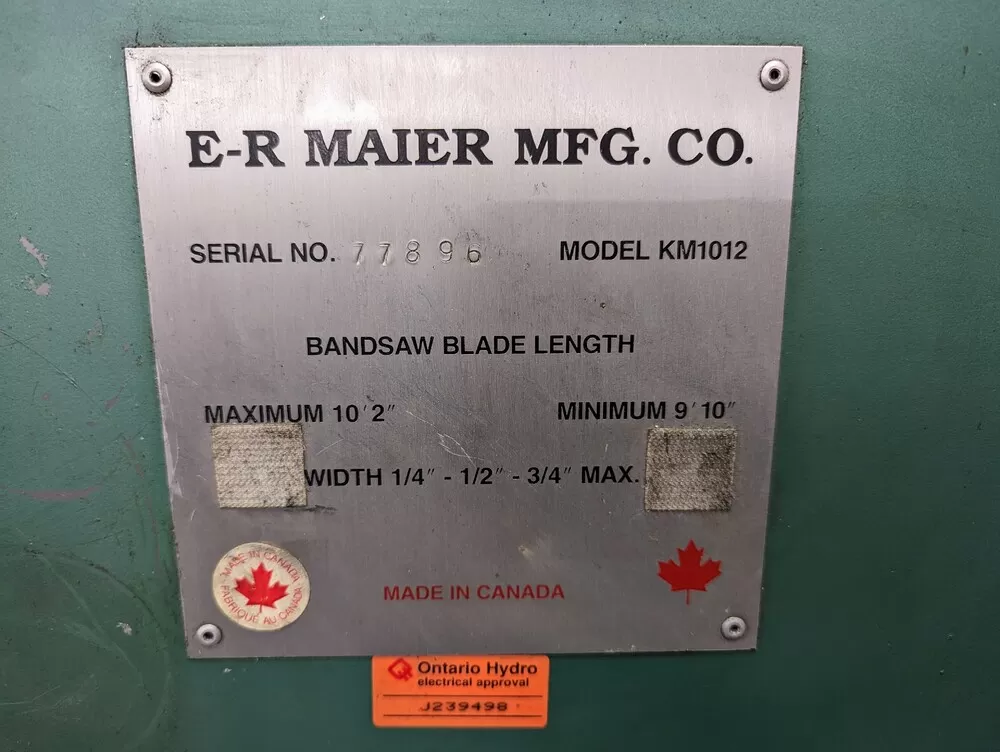 E-R MAIER MFG. CO.
SERIAL NO. 77896 MODEL KM1012
BANDSAW BLADE LENGTH
MAXIMUM 10'2" MINIMUM 9'10"
WIDTH 1/4" - 1/2" - 3/4" MAX.
MADE IN CANADA
FABRIQUÉ AU CANADA
MADE IN CANADA
Ontario Hydro
electrical approval
J239498